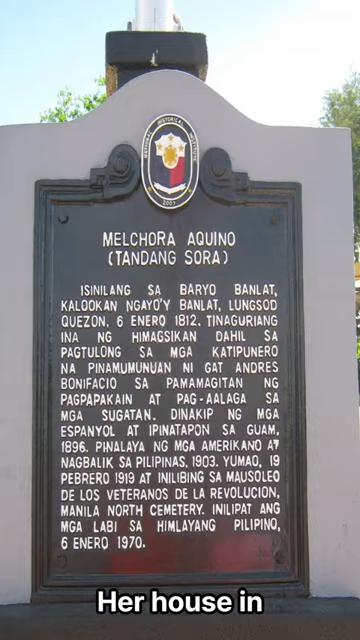 NATIONAL HISTORICAL INSTITUTE
2007
MELCHORA AQUINO
(TANDANG SORA)
ISINILANG SA BARYO BANLAT,
KALOOKAN NGAYO'Y BANLAT, LUNGSOD
QUEZON, 6 ENERO 1812. TINAGURIANG
INA NG HIMAGSIKAN DAHIL SA
PAGTULONG SA MGA KATIPUNERO
NA PINAMUMUNUAN NI GAT ANDRES
BONIFACIO SA PAMAMAGITAN NG
PAGPAPAKAIN AT PAG-AALAGA SA
MGA SUGATAN. DINAKIP NG MGA
ESPANYOL AT IPINATAPON SA GUAM,
1896. PINALAYA NG MGA AMERIKANO AT
NAGBALIK SA PILIPINAS, 1903. YUMAO, 19
PEBRERO 1919 AT INILIBING SA MAUSOLEO
DE LOS VETERANOS DE LA REVOLUCION,
MANILA NORTH CEMETERY. INILIPAT ANG
MGA LABI SA HIMLAYANG PILIPINO,
6 ENERO 1970.
Her house in